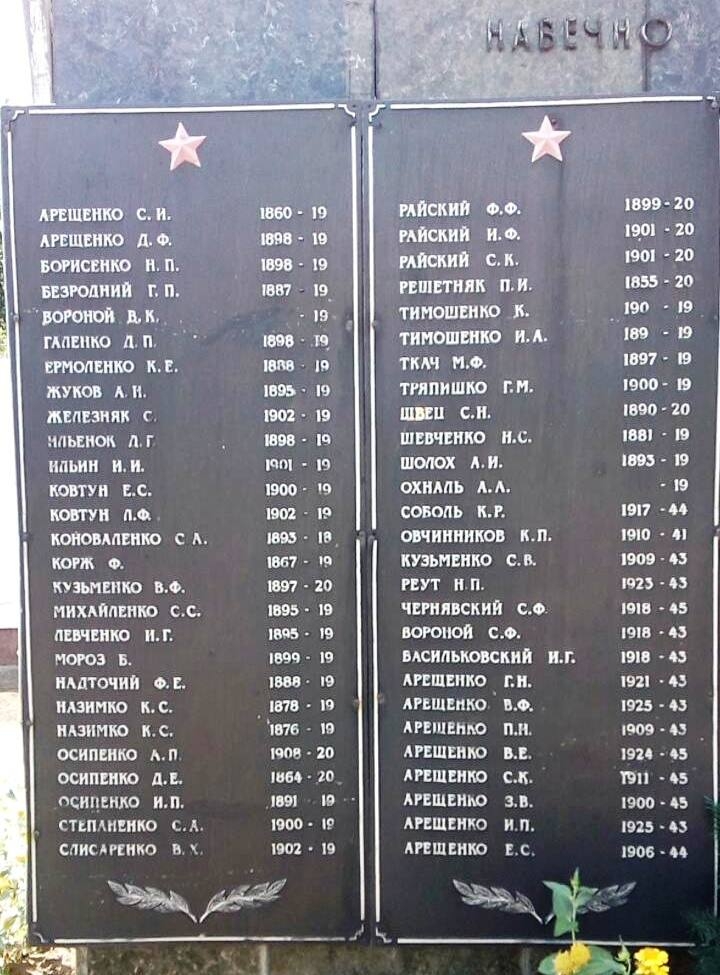 НАВЕЧНО
АРЕЩЕНКО С. И. 1860 - 19
АРЕЩЕНКО Д. Ф. 1898 - 19
БОРИСЕНКО Н. П. 1898 - 19
БЕЗРОДНИЙ Г. П. 1887 - 19
ВОРОНОЙ В. К. - 19
ГАЛЕНКО Д. П. 1898 - 19
ЕРМОЛЕНКО К. Е. 1888 - 19
ЖУКОВ А. Н. 1895 - 19
ЖЕЛЕЗНЯК С. 1902 - 19
ИЛЬЕНОК Д. Г. 1898 - 19
ИЛЬИН И. И. 1901 - 19
КОВТУН Е. С. 1900 - 19
КОВТУН Л. Ф. 1902 - 19
КОНОВАЛЕНКО С А. 1893 - 18
КОРЖ Ф. 1867 - 19
КУЗЬМЕНКО В. Ф. 1897 - 20
МИХАЙЛЕНКО С. С. 1895 - 19
ЛЕВЧЕНКО И. Г. 1895 - 19
МОРОЗ Б. 1899 - 19
НАДТОЧИЙ Ф. Е. 1888 - 19
НАЗИМКО К. С. 1878 - 19
НАЗИМКО К. С. 1876 - 19
ОСИПЕНКО А. П. 1908 - 20
ОСИПЕНКО Д. Е. 1864 - 20
ОСИПЕНКО И. П. 1891 - 19
СТЕПАНЕНКО С. Д. 1900 - 19
СЛИСАРЕНКО В. Х. 1902 - 19
РАЙСКИЙ Ф. Ф. 1899 - 20
РАЙСКИЙ И. Ф. 1901 - 20
РАЙСКИЙ С. К. 1901 - 20
РЕШЕТНЯК П. И. 1855 - 20
ТИМОШЕНКО К. 190 - 19
ТИМОШЕНКО И. А. 189 - 19
ТКАЧ М. Ф. 1897 - 19
ТРЯПИШКО Г. М. 1900 - 19
ШВЕЦ С. Н. 1890 - 20
ШЕВЧЕНКО Н. С. 1881 - 19
ШОЛОХ А. И. 1893 - 19
ОХНАЛЬ А. А. - 19
СОБОЛЬ К. Р. 1917 - 44
ОВЧИННИКОВ К. П. 1910 - 41
КУЗЬМЕНКО С. В. 1909 - 43
РЕУТ Н. П. 1923 - 43
ЧЕРНЯВСКИЙ С. Ф. 1918 - 45
ВОРОНОЙ С. Ф. 1918 - 43
ВАСИЛЬКОВСКИЙ И. Г. 1918 - 43
АРЕЩЕНКО Г. Н. 1921 - 43
АРЕЩЕНКО В. Ф. 1925 - 43
АРЕЩЕНКО П. Н. 1909 - 43
АРЕЩЕНКО В. Е. 1924 - 45
АРЕЩЕНКО С. К. 1911 - 45
АРЕЩЕНКО З. В. 1900 - 45
АРЕЩЕНКО И. П. 1925 - 43
АРЕЩЕНКО Е. С. 1906 - 44